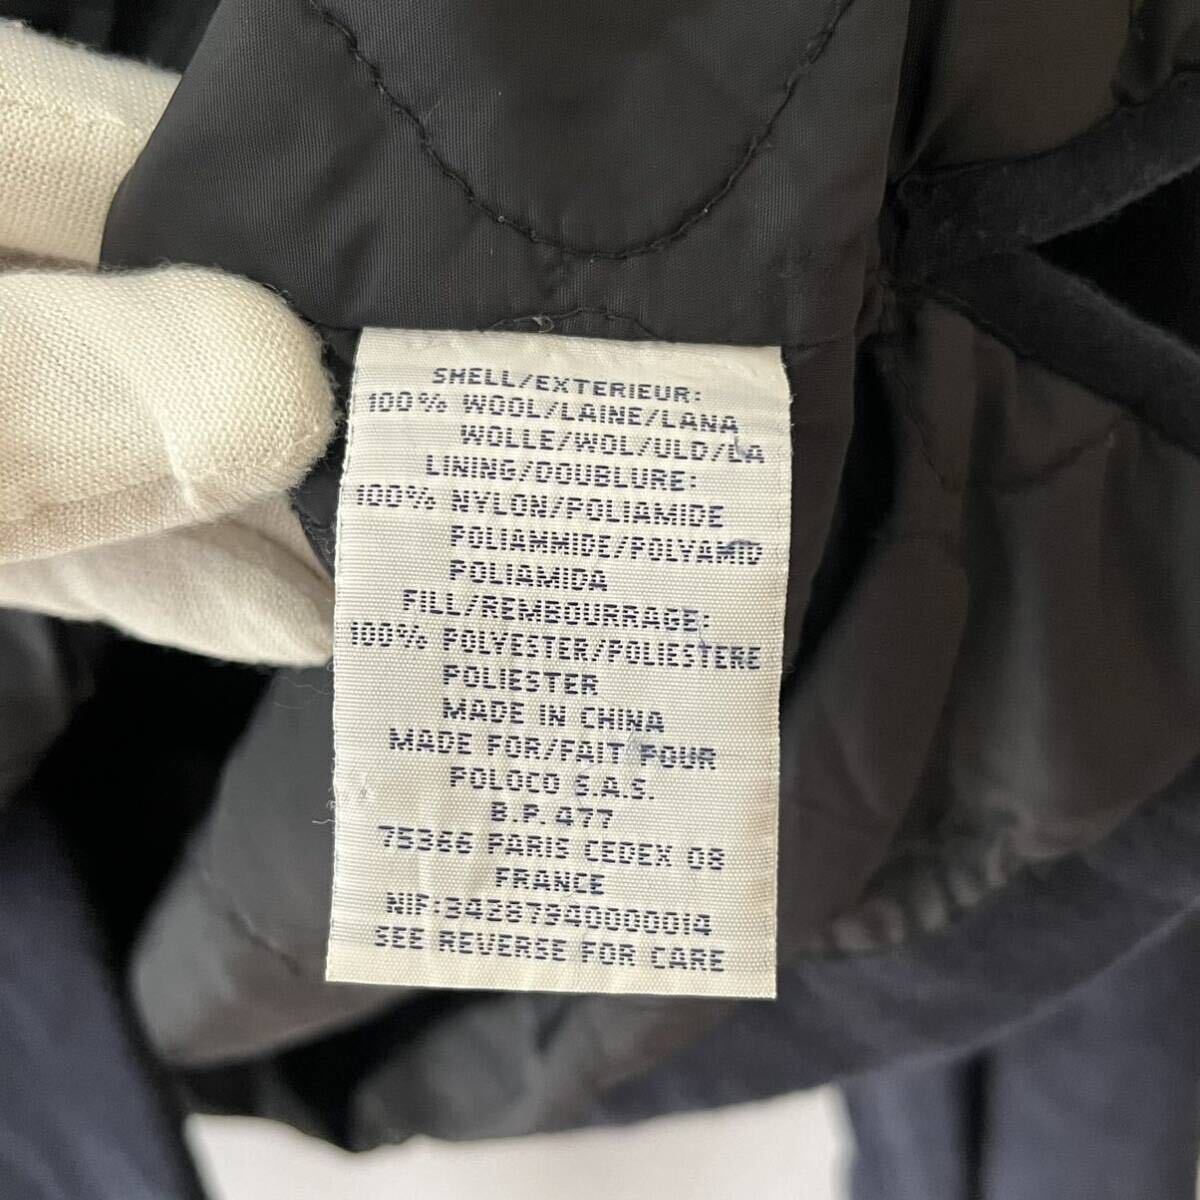 SHELL/EXTERIEUR:
100% WOOL/LAINE/LANA
WOLLE/WOL/ULD/LA
LINING/DOUBLURE:
100% NYLON/POLIAMIDE
POLIAMMIDE/POLYAMID
POLIAMIDA
FILL/REMBOURRAGE:
100% POLYESTER/POLIESTERE
POLIESTER
MADE IN CHINA
MADE FOR/FAIT POUR
POLOCO S.A.S.
B.P. 477
75366 PARIS CEDEX 08
FRANCE
NIF:34287940000014
SEE REVERSE FOR CARE